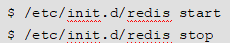 $ /etc/init.d/redis start
$ /etc/init.d/redis stop